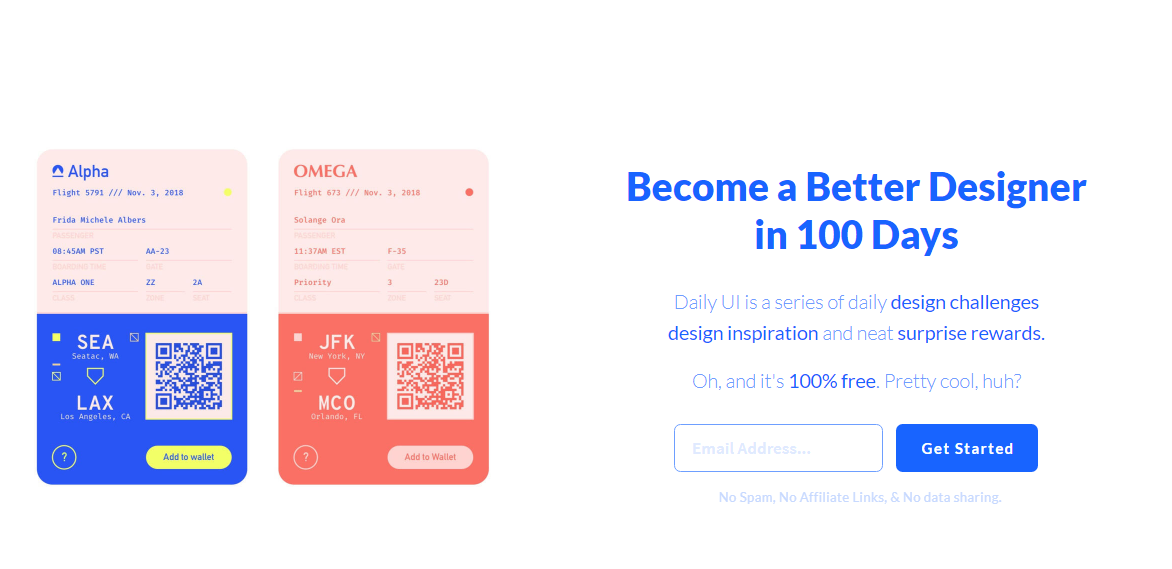 Alpha
Flight 5791 /// Nov. 3, 2018
Frida Michele Albers
PASSENGER
08:45AM PST AA-23
BOARDING TIME GATE
ALPHA ONE ZZ 2A
CLASS ZONE SEAT
SEA
Seatac, WA
LAX
Los Angeles, CA
? Add to wallet
OMEGA
Flight 673 /// Nov. 3, 2018
Solange Ora
PASSENGER
11:37AM EST F-35
BOARDING TIME GATE
Priority 3 23D
CLASS ZONE SEAT
JFK
New York, NY
MCO
Orlando, FL
? Add to Wallet
Become a Better Designer
in 100 Days
Daily UI is a series of daily design challenges
design inspiration and neat surprise rewards.
Oh, and it's 100% free. Pretty cool, huh?
Email Address... Get Started
No Spam, No Affiliate Links, & No data sharing.